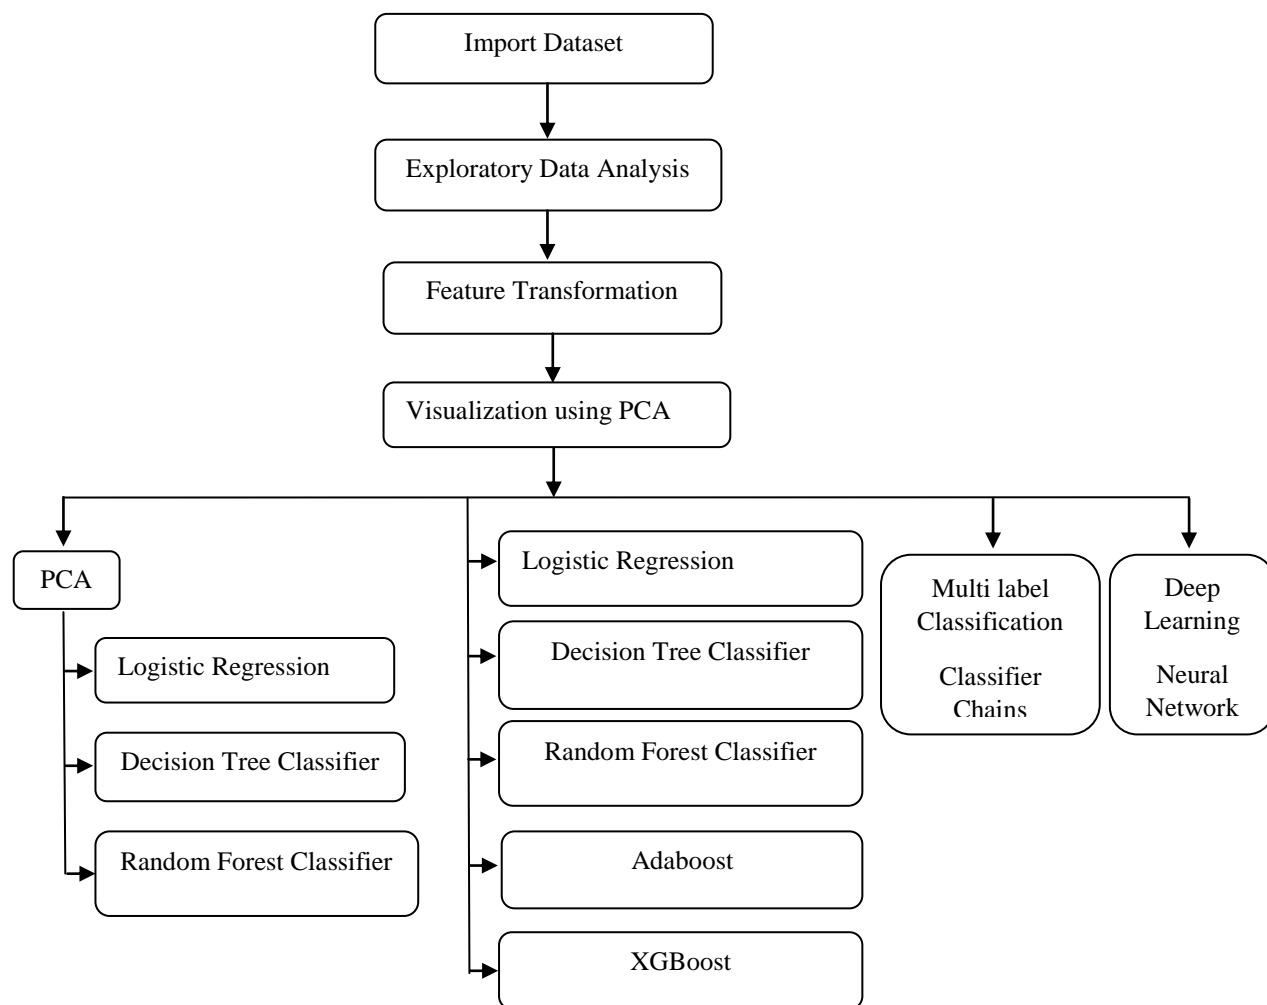 Import Dataset
Exploratory Data Analysis
Feature Transformation
Visualization using PCA
PCA
Logistic Regression
Decision Tree Classifier
Random Forest Classifier
Logistic Regression
Decision Tree Classifier
Random Forest Classifier
Adaboost
XGBoost
Multi label
Classification
Classifier
Chains
Deep
Learning
Neural
Network